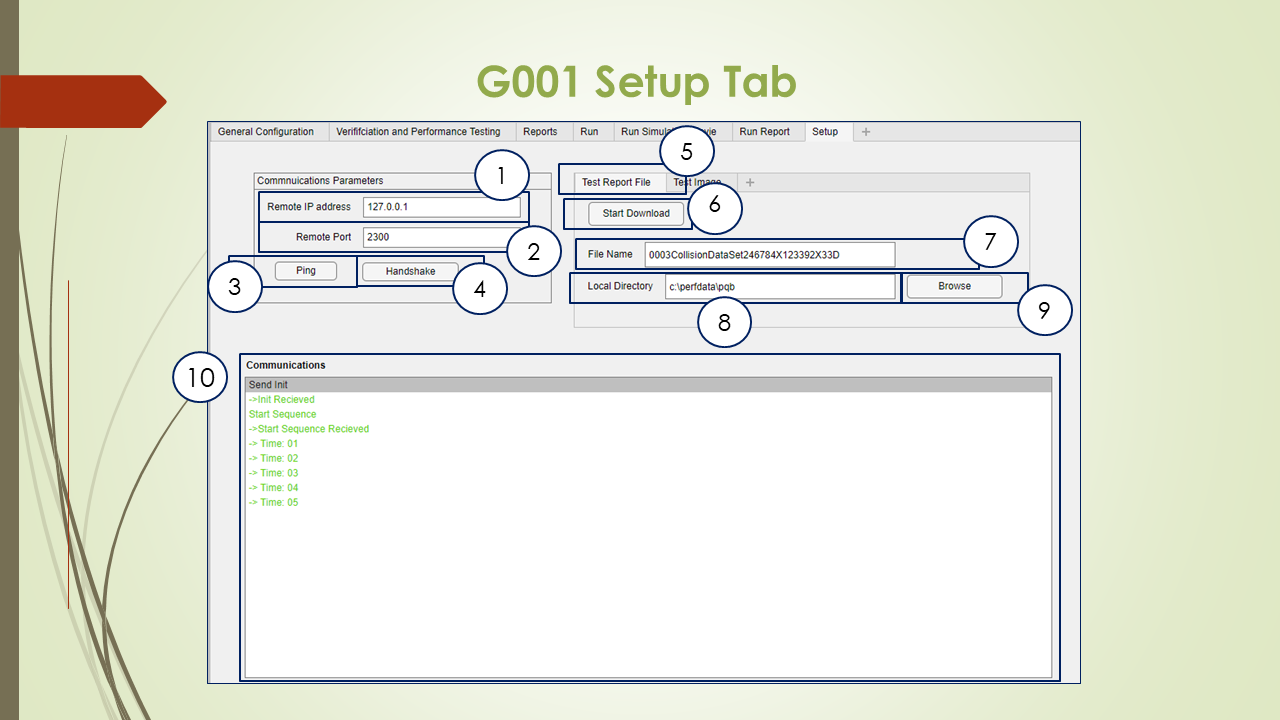 G001 Setup Tab
General Configuration Verififciation and Performance Testing Reports Run Run Simula vie Run Report Setup +
5
1
Commnuications Parameters
Test Report File Test Image +
Remote IP address 127.0.0.1
6
Start Download
Remote Port 2300
2
7
File Name 0003CollisionDataSet246784X123392X33D
Ping Handshake
3
4
Local Directory c:\perfdata\pqb Browse
8
9
10
Communications
Send Init
->Init Recieved
Start Sequence
->Start Sequence Recieved
-> Time: 01
-> Time: 02
-> Time: 03
-> Time: 04
-> Time: 05